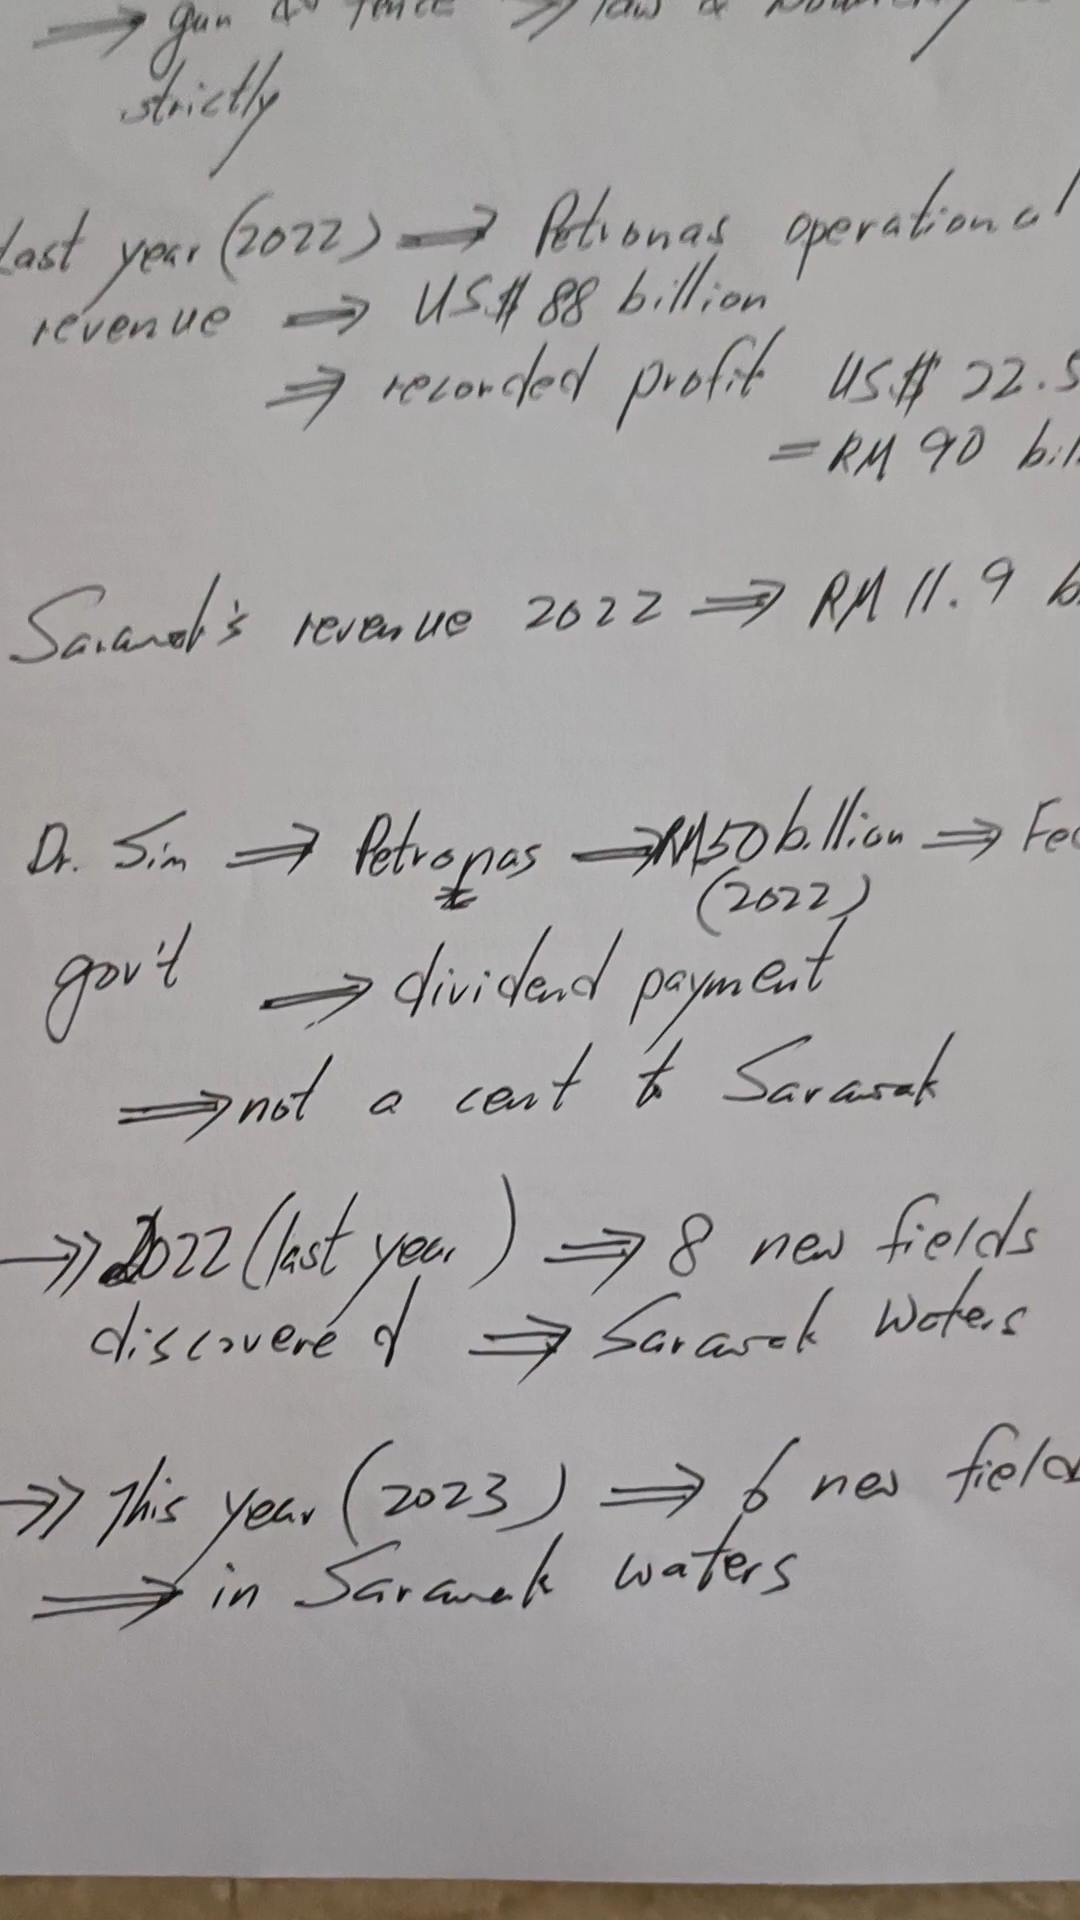 ⇒ gun
strictly
last year (2022) ⇒ Petronas operational
revenue ⇒ US$ 88 billion
⇒ recorded profit US$ 22.5
= RM 90 bil
Sarawak's revenue 2022 ⇒ RM 11.9 b
Dr. Sim ⇒ Petronas ⇒ RM50 billion ⇒ Fed
(2022)
gov't ⇒ dividend payment
⇒ not a cent to Sarawak
→» 2022 (last year) ⇒ 8 new fields
discovered ⇒ Sarawak Waters
→» This year (2023) ⇒ 6 new field
⇒ in Sarawak waters